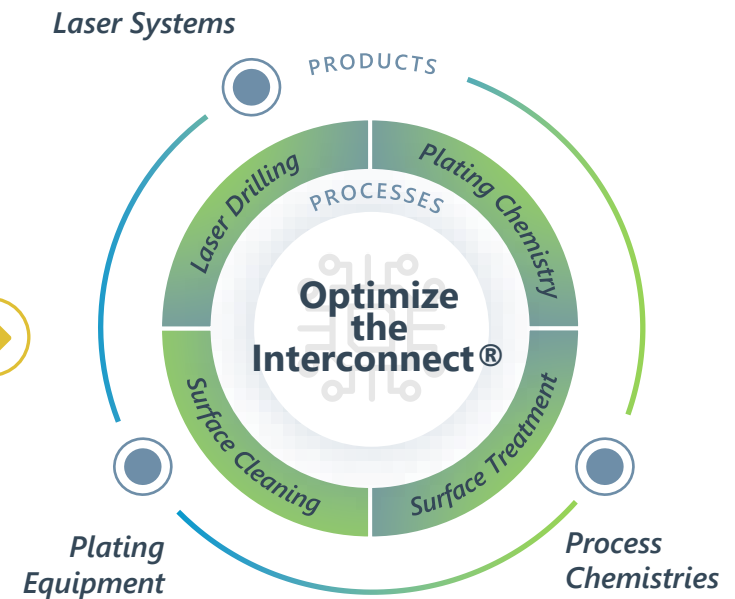 Laser Systems
PRODUCTS
Laser Drilling
Plating Chemistry
PROCESSES
Optimize
the
Interconnect®
Surface Cleaning
Surface Treatment
Plating
Equipment
Process
Chemistries